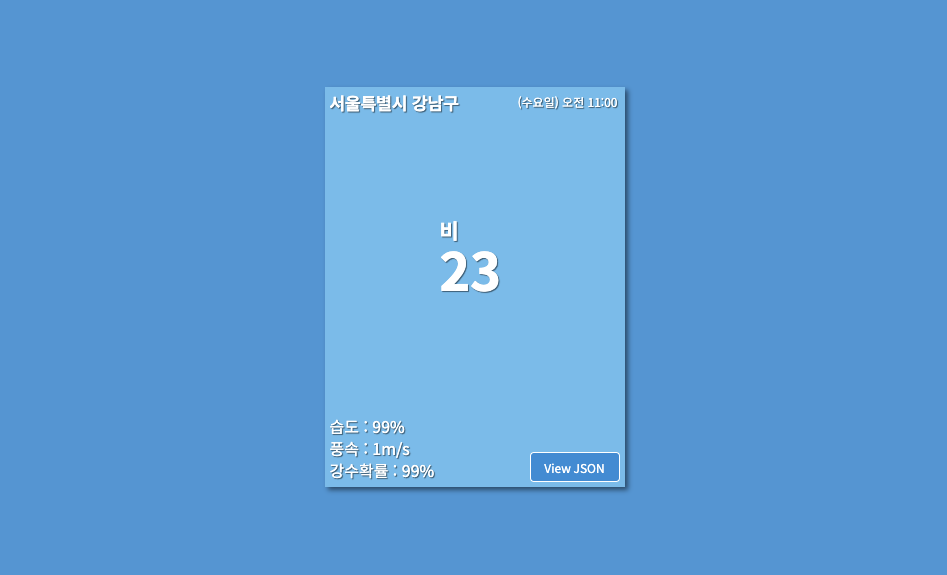 서울특별시 강남구 (수요일) 오전 11:00
비
23
습도 : 99%
풍속 : 1m/s
강수확률 : 99%
View JSON